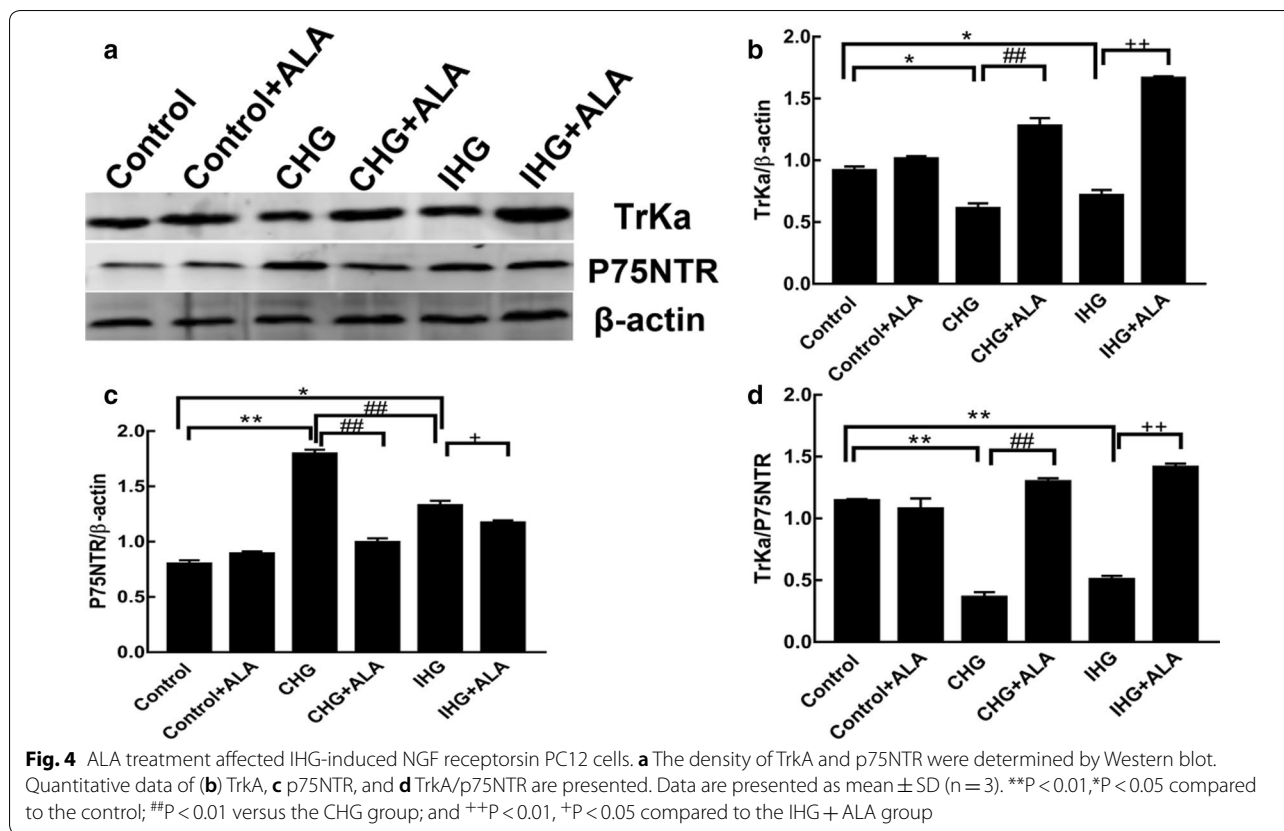 a
Control
Control+ALA
CHG
CHG+ALA
IHG
IHG+ALA
TrKa
P75NTR
β-actin
b
TrKa/β-actin
2.0
1.5
1.0
0.5
0.0
*
*
##
++
Control
Control+ALA
CHG
CHG+ALA
IHG
IHG+ALA
c
P75NTR/β-actin
2.0
1.5
1.0
0.5
0.0
*
**
##
##
+
Control
Control+ALA
CHG
CHG+ALA
IHG
IHG+ALA
d
TrKa/P75NTR
2.0
1.5
1.0
0.5
0.0
**
**
##
++
Control
Control+ALA
CHG
CHG+ALA
IHG
IHG+ALA
Fig. 4 ALA treatment affected IHG-induced NGF receptorsin PC12 cells. a The density of TrkA and p75NTR were determined by Western blot.
Quantitative data of (b) TrkA, c p75NTR, and d TrkA/p75NTR are presented. Data are presented as mean ± SD (n = 3). **P < 0.01,*P < 0.05 compared
to the control; ##P < 0.01 versus the CHG group; and ++P < 0.01, +P < 0.05 compared to the IHG + ALA group